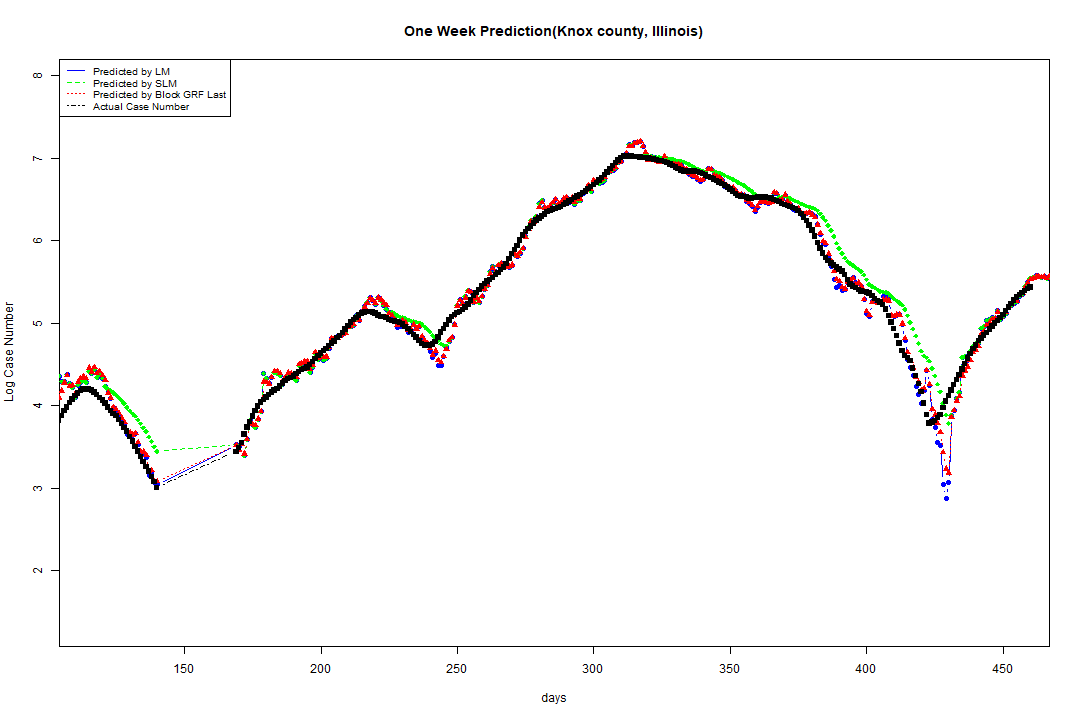 One Week Prediction(Knox county, Illinois)
Predicted by LM
Predicted by SLM
Predicted by Block GRF Last
Actual Case Number
8
7
6
5
4
3
2
Log Case Number
150 200 250 300 350 400 450
days